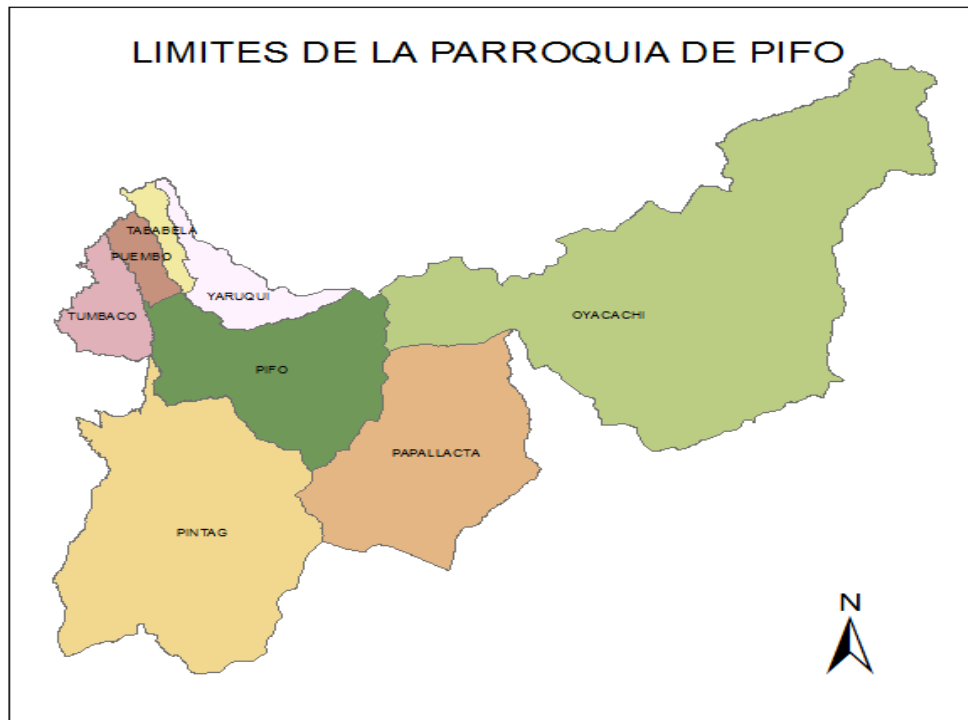 LIMITES DE LA PARROQUIA DE PIFO
TABABELA
PUEMBO
YARUQUI
TUMBACO
OYACACHI
PIFO
PAPALLACTA
PINTAG
N